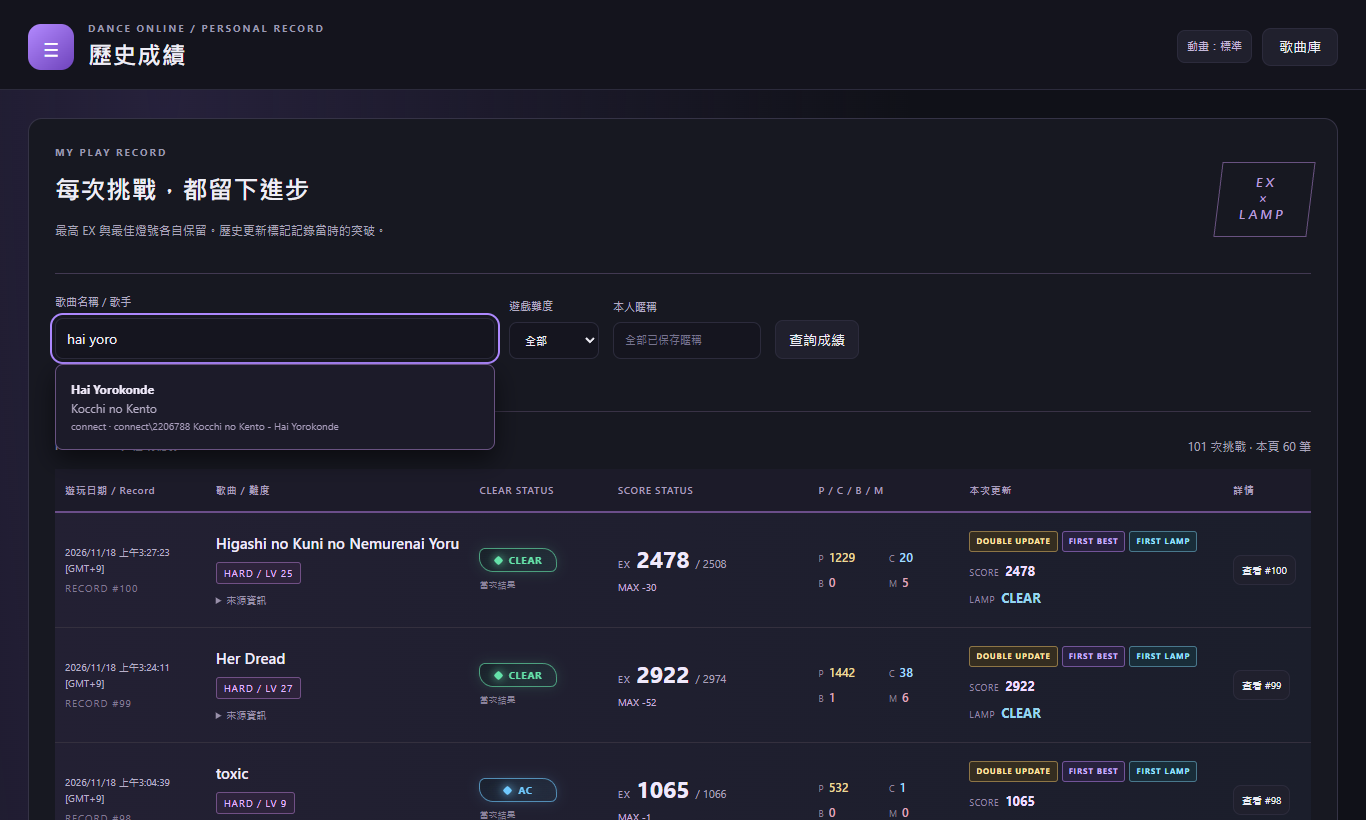 DANCE ONLINE / PERSONAL RECORD
歷史成績
動畫：標準
歌曲庫
MY PLAY RECORD
每次挑戰，都留下進步
最高 EX 與最佳燈號各自保留。歷史更新標記記錄當時的突破。
EX
×
LAMP
歌曲名稱 / 歌手
遊戲難度
本人暱稱
hai yoro
全部
全部已保存暱稱
查詢成績
Hai Yorokonde
Kocchi no Kento
connect · connect\2206788 Kocchi no Kento - Hai Yorokonde
101 次挑戰 · 本頁 60 筆
遊玩日期 / Record
歌曲 / 難度
CLEAR STATUS
SCORE STATUS
P / C / B / M
本次更新
詳情
2026/11/18 上午3:27:23
[GMT+9]
RECORD #100
Higashi no Kuni no Nemurenai Yoru
HARD / LV 25
▶ 來源資訊
◆ CLEAR
當次結果
EX 2478 / 2508
MAX -30
P 1229 C 20
B 0 M 5
DOUBLE UPDATE FIRST BEST FIRST LAMP
SCORE 2478
LAMP CLEAR
查看 #100
2026/11/18 上午3:24:11
[GMT+9]
RECORD #99
Her Dread
HARD / LV 27
▶ 來源資訊
◆ CLEAR
當次結果
EX 2922 / 2974
MAX -52
P 1442 C 38
B 1 M 6
DOUBLE UPDATE FIRST BEST FIRST LAMP
SCORE 2922
LAMP CLEAR
查看 #99
2026/11/18 上午3:04:39
[GMT+9]
RECORD #98
toxic
HARD / LV 9
◆ AC
當次結果
EX 1065 / 1066
MAX -1
P 532 C 1
B 0 M 0
DOUBLE UPDATE FIRST BEST FIRST LAMP
SCORE 1065
查看 #98